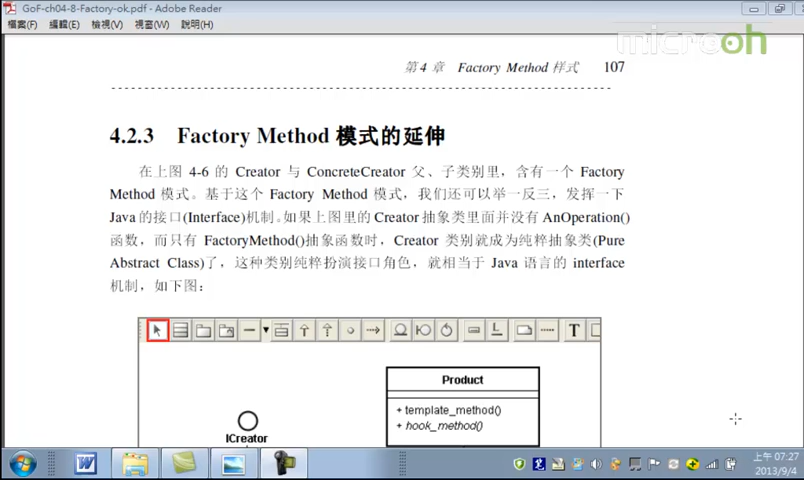 GoF-ch04-8-Factory-ok.pdf - Adobe Reader
檔案(F) 編輯(E) 檢視(V) 視窗(W) 說明(H)
microoh
第 4 章 Factory Method 样式 107
4.2.3 Factory Method 模式的延伸
在上图 4-6 的 Creator 与 ConcreteCreator 父、子类别里，含有一个 Factory
Method 模式。基于这个 Factory Method 模式，我们还可以举一反三，发挥一下
Java 的接口(Interface)机制。如果上图里的 Creator 抽象类里面并没有 AnOperation()
函数，而只有 FactoryMethod()抽象函数时，Creator 类别就成为纯粹抽象类(Pure
Abstract Class)了，这种类别纯粹扮演接口角色，就相当于 Java 语言的 interface
机制，如下图：
T
Product
+ template_method()
+ hook_method()
ICreator
上午 07:27
2013/9/4